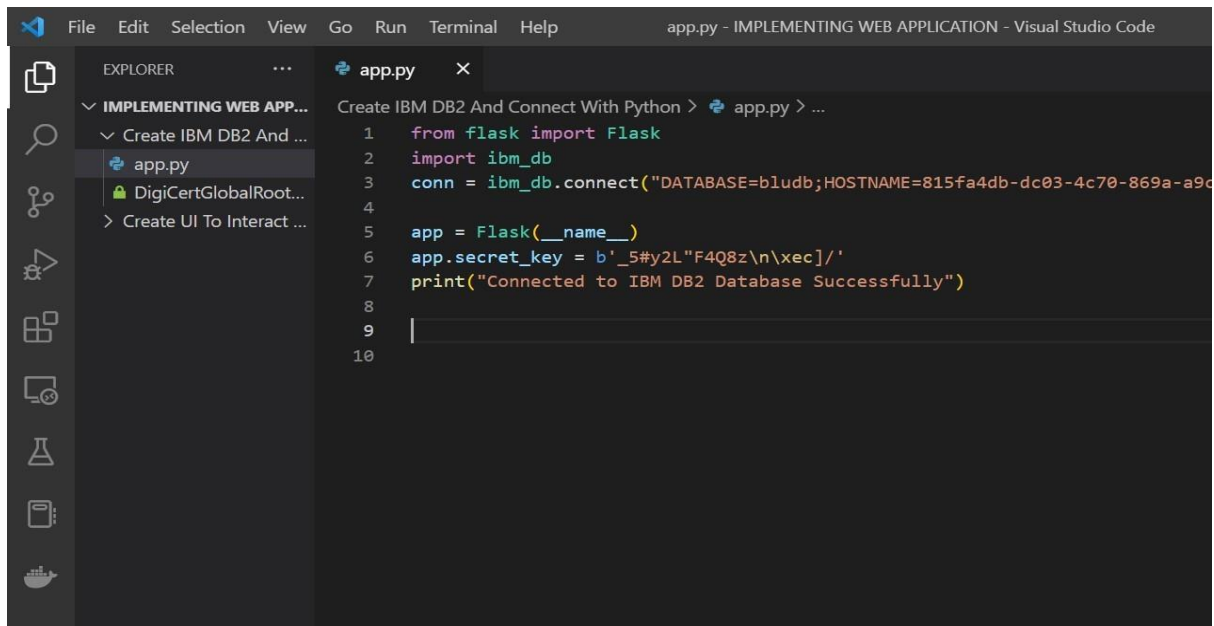 File Edit Selection View Go Run Terminal Help app.py - IMPLEMENTING WEB APPLICATION - Visual Studio Code
EXPLORER ...
IMPLEMENTING WEB APP...
Create IBM DB2 And ...
app.py
DigiCertGlobalRoot...
Create UI To Interact ...
app.py
Create IBM DB2 And Connect With Python > app.py > ...
1 from flask import Flask
2 import ibm_db
3 conn = ibm_db.connect("DATABASE=bludb;HOSTNAME=815fa4db-dc03-4c70-869a-a9c
4
5 app = Flask(__name__)
6 app.secret_key = b'_5#y2L"F4Q8z\n\xec]/'
7 print("Connected to IBM DB2 Database Successfully")
8
9
10